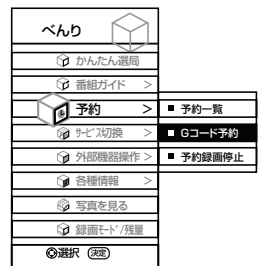 べんり
かんたん選局
番組ガイド >
予約 >
■ 予約一覧
■ Gコード予約
■ 予約録画停止
サービス切換 >
外部機器操作 >
各種情報 >
写真を見る
録画モード/残量
選択 決定